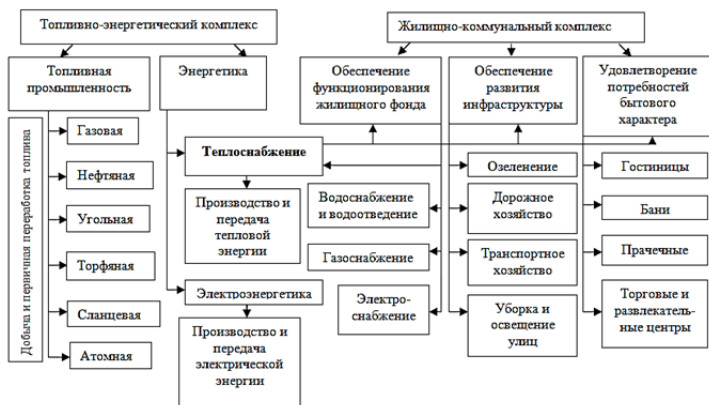 Топливно-энергетический комплекс
Жилищно-коммунальный комплекс
Топливная
промышленность
Энергетика
Обеспечение
функционирования
жилищного фонда
Обеспечение
развития
инфраструктуры
Удовлетворение
потребностей
бытового
характера
Добыча и первичная переработка топлива
Газовая
Нефтяная
Угольная
Торфяная
Сланцевая
Атомная
Теплоснабжение
Производство и
передача
тепловой
энергии
Электроэнергетика
Производство и
передача
электрической
энергии
Водоснабжение
и водоотведение
Газоснабжение
Электро-
снабжение
Озеленение
Дорожное
хозяйство
Транспортное
хозяйство
Уборка и
освещение
улиц
Гостиницы
Бани
Прачечные
Торговые и
развлекатель-
ные центры